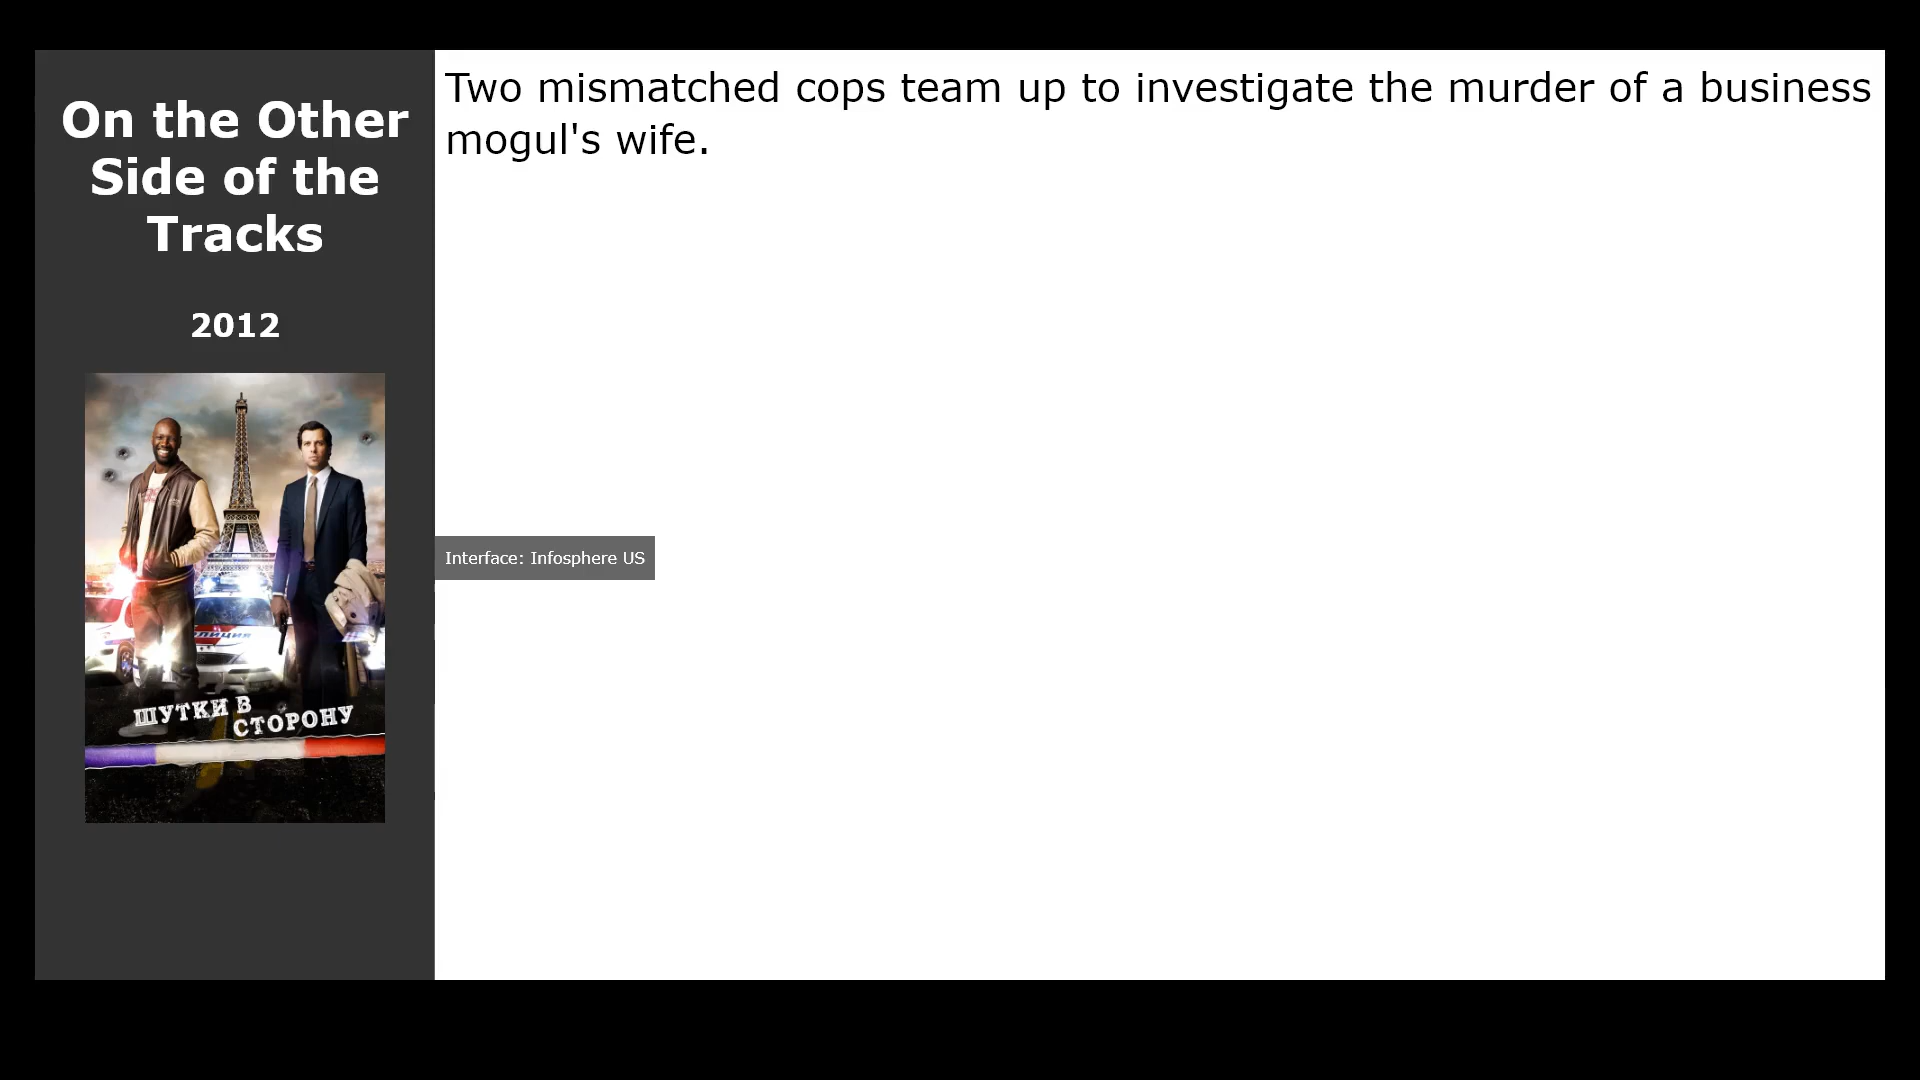 On the Other
Side of the
Tracks
2012
ШУТКИ В
СТОРОНУ
Two mismatched cops team up to investigate the murder of a business
mogul's wife.
Interface: Infosphere US